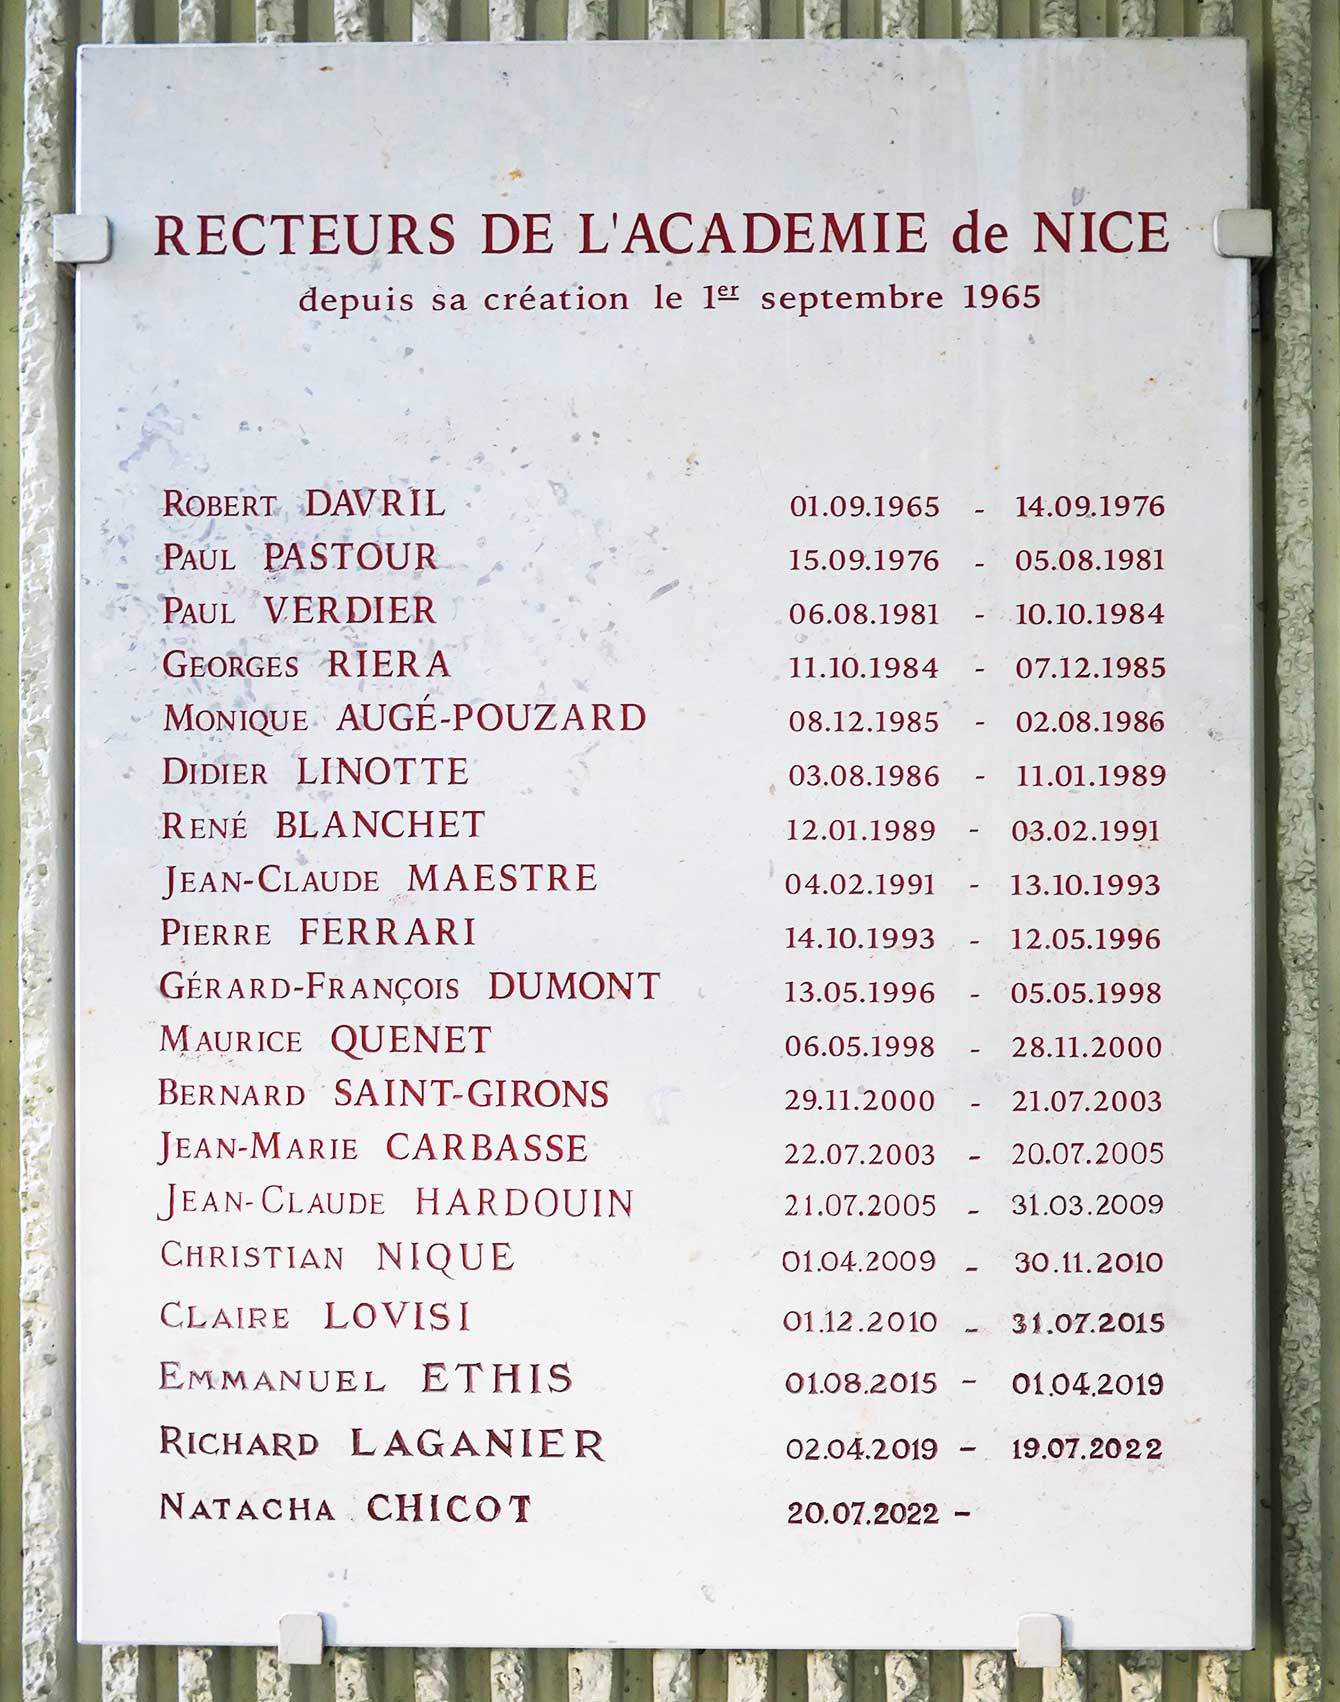 RECTEURS DE L'ACADEMIE de NICE
depuis sa création le 1er septembre 1965
ROBERT DAVRIL 01.09.1965 - 14.09.1976
PAUL PASTOUR 15.09.1976 - 05.08.1981
PAUL VERDIER 06.08.1981 - 10.10.1984
GEORGES RIERA 11.10.1984 - 07.12.1985
MONIQUE AUGÉ-POUZARD 08.12.1985 - 02.08.1986
DIDIER LINOTTE 03.08.1986 - 11.01.1989
RENÉ BLANCHET 12.01.1989 - 03.02.1991
JEAN-CLAUDE MAESTRE 04.02.1991 - 13.10.1993
PIERRE FERRARI 14.10.1993 - 12.05.1996
GÉRARD-FRANÇOIS DUMONT 13.05.1996 - 05.05.1998
MAURICE QUENET 06.05.1998 - 28.11.2000
BERNARD SAINT-GIRONS 29.11.2000 - 21.07.2003
JEAN-MARIE CARBASSE 22.07.2003 - 20.07.2005
JEAN-CLAUDE HARDOUIN 21.07.2005 - 31.03.2009
CHRISTIAN NIQUE 01.04.2009 - 30.11.2010
CLAIRE LOVISI 01.12.2010 - 31.07.2015
EMMANUEL ETHIS 01.08.2015 - 01.04.2019
RICHARD LAGANIER 02.04.2019 - 19.07.2022
NATACHA CHICOT 20.07.2022 -